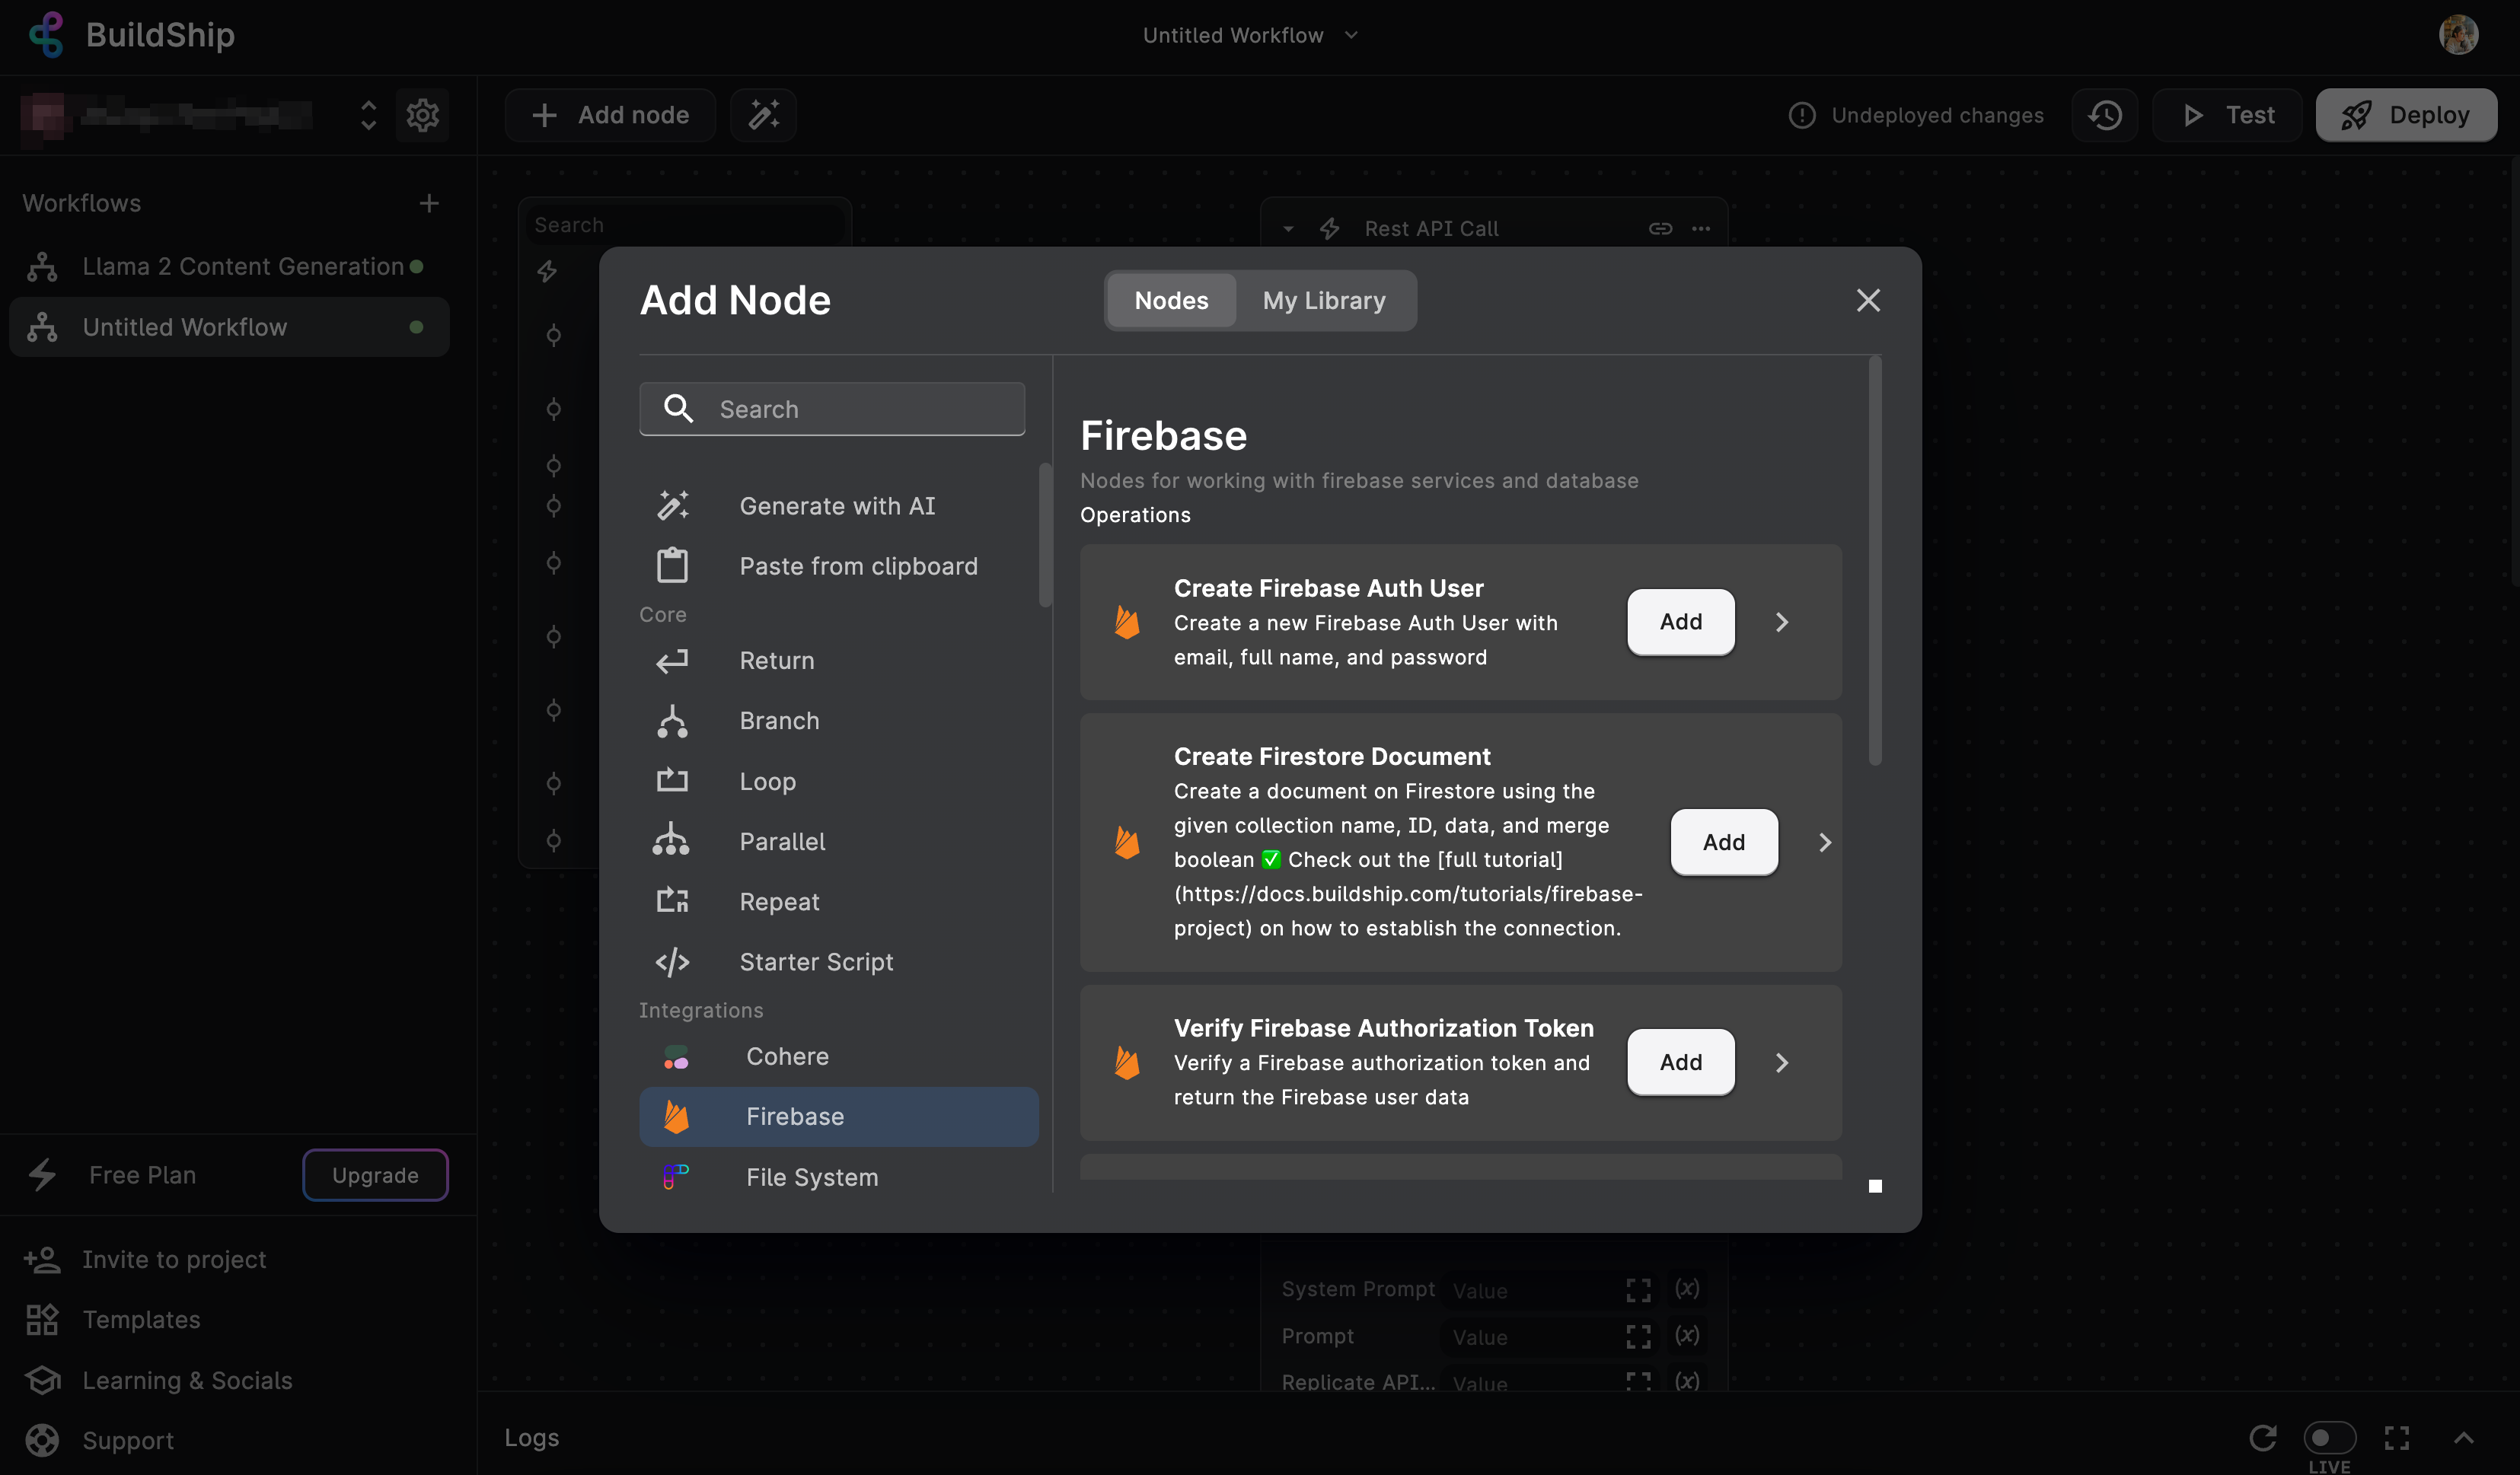 BuildShip
Untitled Workflow
Add node
Undeployed changes
Test
Deploy
Workflows
Llama 2 Content Generation
Untitled Workflow
Search
Rest API Call
Add Node
Nodes
My Library
Search
Generate with AI
Paste from clipboard
Core
Return
Branch
Loop
Parallel
Repeat
Starter Script
Integrations
Cohere
Firebase
File System
Firebase
Nodes for working with firebase services and database
Operations
Create Firebase Auth User
Create a new Firebase Auth User with
email, full name, and password
Add
Create Firestore Document
Create a document on Firestore using the
given collection name, ID, data, and merge
boolean ✅ Check out the [full tutorial]
(https://docs.buildship.com/tutorials/firebase-
project) on how to establish the connection.
Add
Verify Firebase Authorization Token
Verify a Firebase authorization token and
return the Firebase user data
Add
System Prompt Value (x)
Prompt Value (x)
Replicate API... Value (x)
Free Plan
Upgrade
Invite to project
Templates
Learning & Socials
Support
Logs
LIVE